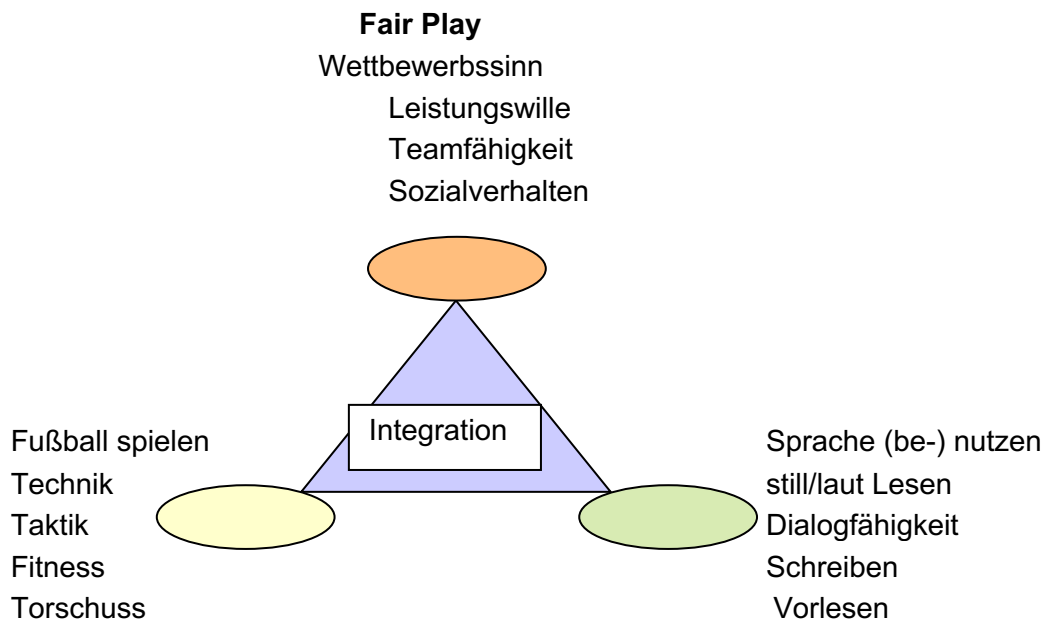 Fair Play
Wettbewerbssinn
Leistungswille
Teamfähigkeit
Sozialverhalten
Integration
Fußball spielen
Technik
Taktik
Fitness
Torschuss
Sprache (be-) nutzen
still/laut Lesen
Dialogfähigkeit
Schreiben
Vorlesen